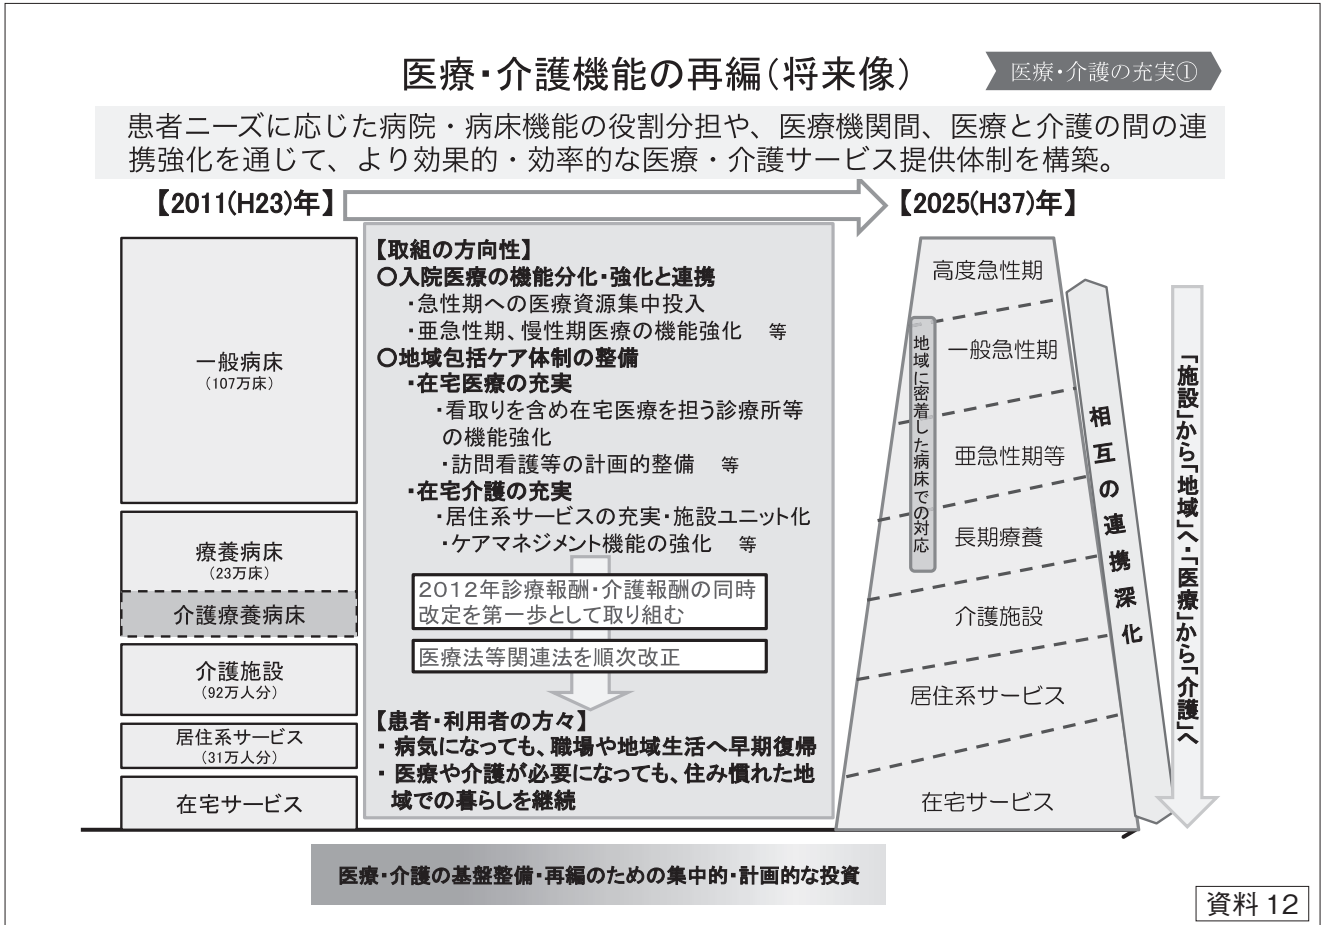 医療・介護機能の再編（将来像）
医療・介護の充実①
患者ニーズに応じた病院・病床機能の役割分担や、医療機関間、医療と介護の間の連
携強化を通じて、より効果的・効率的な医療・介護サービス提供体制を構築。
【2011(H23)年】
【2025(H37)年】
一般病床
（107万床）
療養病床
（23万床）
介護療養病床
介護施設
（92万人分）
居住系サービス
（31万人分）
在宅サービス
【取組の方向性】
○入院医療の機能分化・強化と連携
・急性期への医療資源集中投入
・亜急性期、慢性期医療の機能強化　等
○地域包括ケア体制の整備
・在宅医療の充実
・看取りを含め在宅医療を担う診療所等
の機能強化
・訪問看護等の計画的整備　等
・在宅介護の充実
・居住系サービスの充実・施設ユニット化
・ケアマネジメント機能の強化　等
2012年診療報酬・介護報酬の同時
改定を第一歩として取り組む
医療法等関連法を順次改正
【患者・利用者の方々】
・ 病気になっても、職場や地域生活へ早期復帰
・ 医療や介護が必要になっても、住み慣れた地
域での暮らしを継続
高度急性期
一般急性期
亜急性期等
長期療養
介護施設
居住系サービス
在宅サービス
地域に密着した病床での対応
相互の連携深化
「施設」から「地域」へ・「医療」から「介護」へ
医療・介護の基盤整備・再編のための集中的・計画的な投資
資料 12